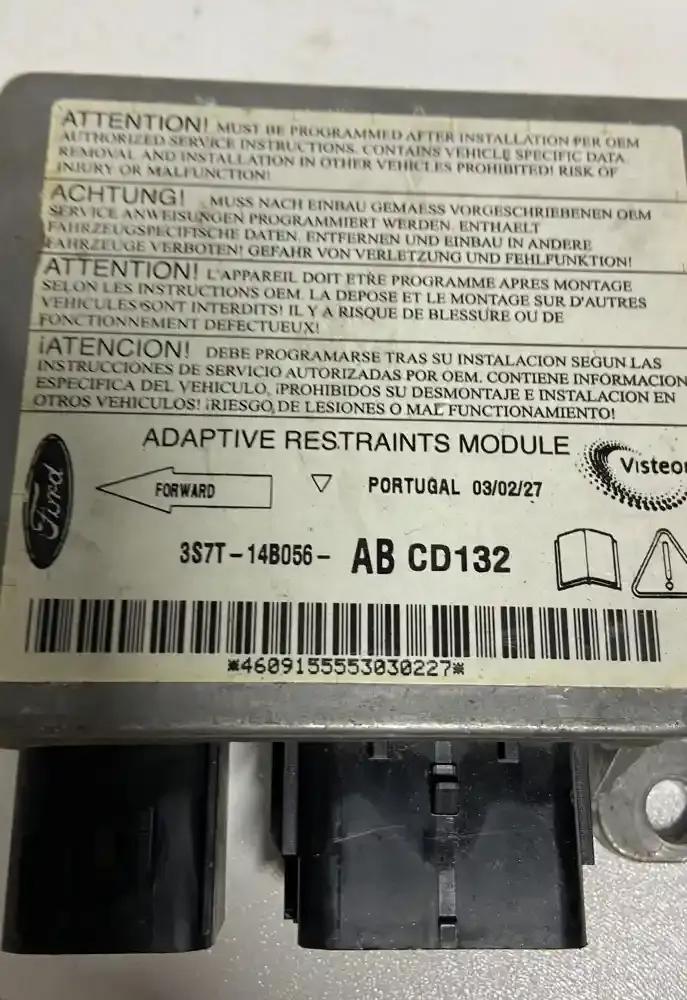 ATTENTION! MUST BE PROGRAMMED AFTER INSTALLATION PER OEM
AUTHORIZED SERVICE INSTRUCTIONS. CONTAINS VEHICLE SPECIFIC DATA.
REMOVAL AND INSTALLATION IN OTHER VEHICLES PROHIBITED! RISK OF
INJURY OR MALFUNCTION!
ACHTUNG! MUSS NACH EINBAU GEMAESS VORGESCHRIEBENEN OEM
SERVICE ANWEISUNGEN PROGRAMMIERT WERDEN. ENTHAELT
FAHRZEUGSPEZIFISCHE DATEN. ENTFERNEN UND EINBAU IN ANDERE
FAHRZEUGE VERBOTEN! GEFAHR VON VERLETZUNG UND FEHLFUNKTION!
ATTENTION! L'APPAREIL DOIT ETRE PROGRAMME APRES MONTAGE
SELON LES INSTRUCTIONS OEM. LA DEPOSE ET LE MONTAGE SUR D'AUTRES
VEHICULES SONT INTERDITS! IL Y A RISQUE DE BLESSURE OU DE
FONCTIONNEMENT DEFECTUEUX!
¡ATENCION! DEBE PROGRAMARSE TRAS SU INSTALACION SEGUN LAS
INSTRUCCIONES DE SERVICIO AUTORIZADAS POR OEM. CONTIENE INFORMACION
ESPECIFICA DEL VEHICULO. ¡PROHIBIDOS SU DESMONTAJE E INSTALACION EN
OTROS VEHICULOS! ¡RIESGO DE LESIONES O MAL FUNCTIONAMIENTO!
ADAPTIVE RESTRAINTS MODULE
Ford
FORWARD
PORTUGAL 03/02/27
Visteon
3S7T-14B056- AB CD132
*4609155553030227*